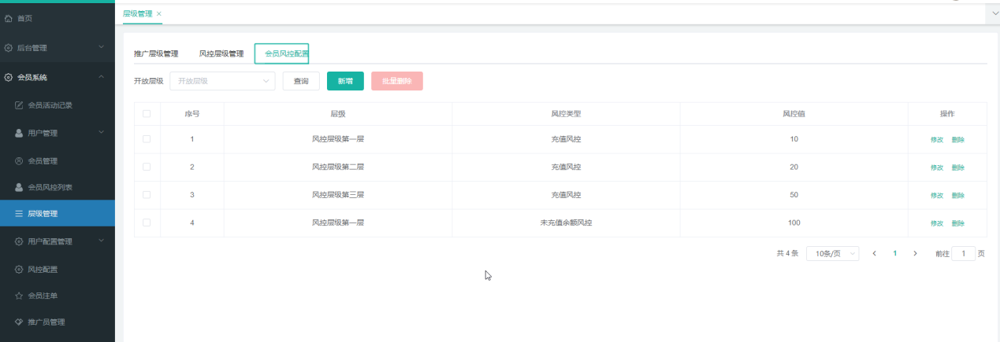 首页
后台管理
会员系统
会员活动记录
用户管理
会员管理
会员风控列表
层级管理
用户配置管理
风控配置
会员注单
推广员管理
层级管理 ×
推广层级管理 风控层级管理 会员风控配置
开放层级 开放层级 查询 新增 批量删除
序号 层级 风控类型 风控值 操作
1 风控层级第一层 充值风控 10 修改 删除
2 风控层级第二层 充值风控 20 修改 删除
3 风控层级第三层 充值风控 50 修改 删除
4 风控层级第一层 未充值余额风控 100 修改 删除
共 4 条 10条/页 < 1 > 前往 1 页